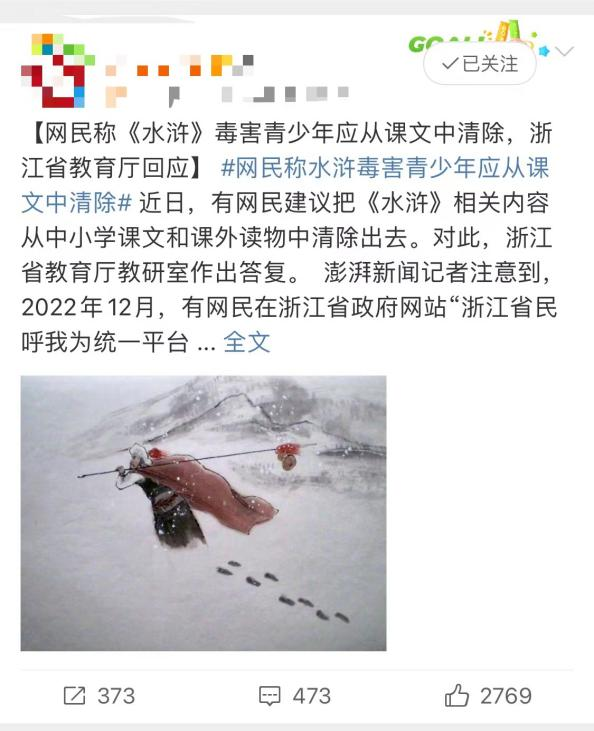 已关注
【网民称《水浒》毒害青少年应从课文中清除，浙
江省教育厅回应】 #网民称水浒毒害青少年应从课
文中清除# 近日，有网民建议把《水浒》相关内容
从中小学课文和课外读物中清除出去。对此，浙江
省教育厅教研室作出答复。 澎湃新闻记者注意到，
2022年12月，有网民在浙江省政府网站“浙江省民
呼我为统一平台 ... 全文
373
473
2769